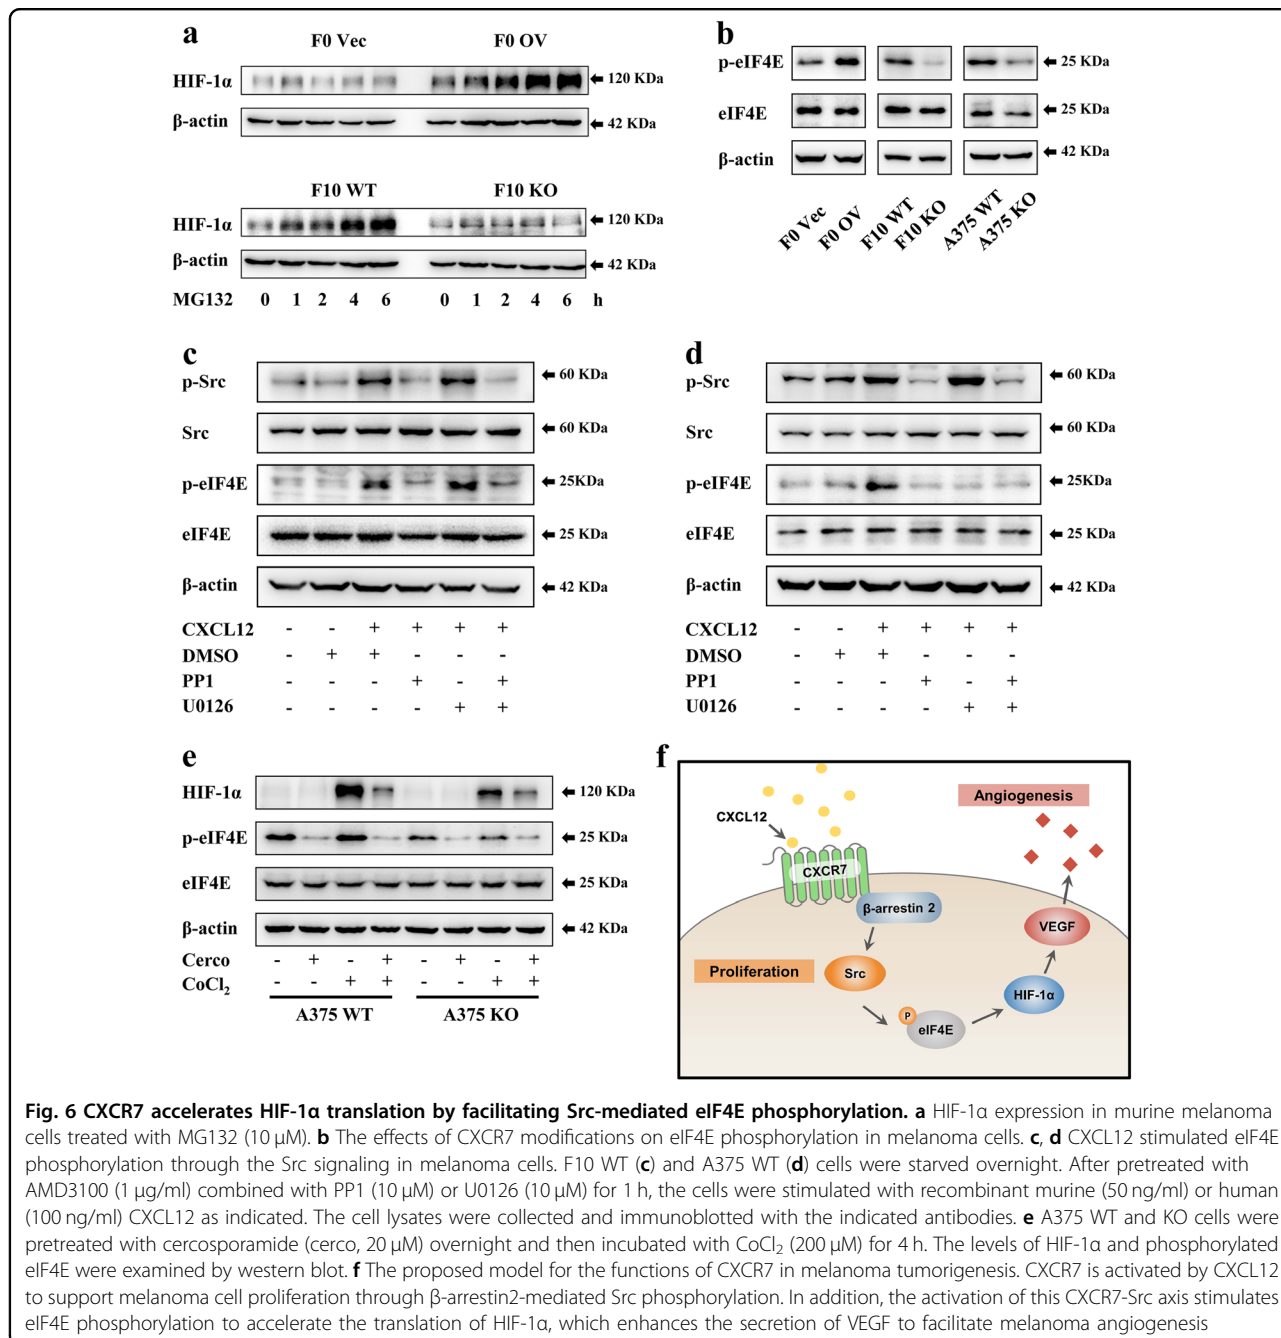 a
F0 Vec F0 OV
HIF-1α 120 KDa
β-actin 42 KDa
F10 WT F10 KO
HIF-1α 120 KDa
β-actin 42 KDa
MG132 0 1 2 4 6 0 1 2 4 6 h
b
p-eIF4E 25 KDa
eIF4E 25 KDa
β-actin 42 KDa
F0 Vec F0 OV F10 WT F10 KO A375 WT A375 KO
c
p-Src 60 KDa
Src 60 KDa
p-eIF4E 25KDa
eIF4E 25 KDa
β-actin 42 KDa
CXCL12 - - + + + +
DMSO - + + - - -
PP1 - - - + - +
U0126 - - - - + +
d
p-Src 60 KDa
Src 60 KDa
p-eIF4E 25KDa
eIF4E 25 KDa
β-actin 42 KDa
CXCL12 - - + + + +
DMSO - + + - - -
PP1 - - - + - +
U0126 - - - - + +
e
HIF-1α 120 KDa
p-eIF4E 25 KDa
eIF4E 25 KDa
β-actin 42 KDa
Cerco - + - + - + - +
CoCl₂ - - + + - - + +
A375 WT A375 KO
f
CXCL12
Angiogenesis
CXCR7
β-arrestin 2
VEGF
Proliferation
Src
HIF-1α
P
eIF4E
Fig. 6 CXCR7 accelerates HIF-1α translation by facilitating Src-mediated eIF4E phosphorylation. a HIF-1α expression in murine melanoma
cells treated with MG132 (10 μM). b The effects of CXCR7 modifications on eIF4E phosphorylation in melanoma cells. c, d CXCL12 stimulated eIF4E
phosphorylation through the Src signaling in melanoma cells. F10 WT (c) and A375 WT (d) cells were starved overnight. After pretreated with
AMD3100 (1 μg/ml) combined with PP1 (10 μM) or U0126 (10 μM) for 1 h, the cells were stimulated with recombinant murine (50 ng/ml) or human
(100 ng/ml) CXCL12 as indicated. The cell lysates were collected and immunoblotted with the indicated antibodies. e A375 WT and KO cells were
pretreated with cercosporamide (cerco, 20 μM) overnight and then incubated with CoCl₂ (200 μM) for 4 h. The levels of HIF-1α and phosphorylated
eIF4E were examined by western blot. f The proposed model for the functions of CXCR7 in melanoma tumorigenesis. CXCR7 is activated by CXCL12
to support melanoma cell proliferation through β-arrestin2-mediated Src phosphorylation. In addition, the activation of this CXCR7-Src axis stimulates
eIF4E phosphorylation to accelerate the translation of HIF-1α, which enhances the secretion of VEGF to facilitate melanoma angiogenesis